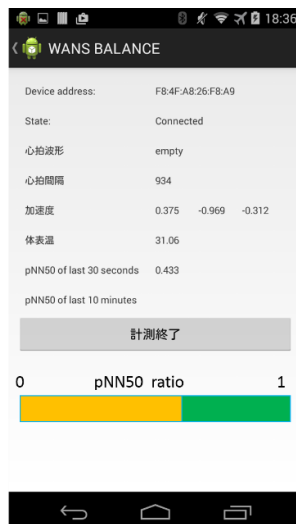 18:36
WANS BALANCE
Device address: F8:4F:A8:26:F8:A9
State: Connected
心拍波形 empty
心拍間隔 934
加速度 0.375 -0.969 -0.312
体表温 31.06
pNN50 of last 30 seconds 0.433
pNN50 of last 10 minutes
計測終了
0 pNN50 ratio 1